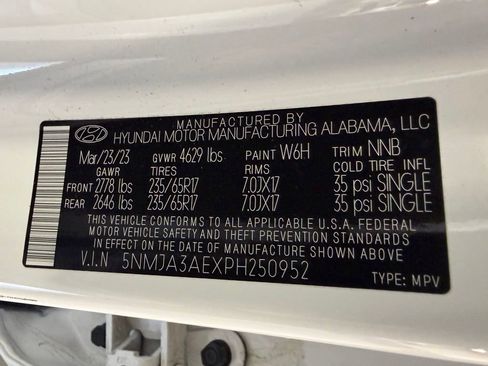 MANUFACTURED BY
HYUNDAI MOTOR MANUFACTURING ALABAMA, LLC
Mar/23/23 GVWR 4629 lbs PAINT W6H TRIM NNB
GAWR TIRES RIMS COLD TIRE INFL
FRONT 2778 lbs 235/65R17 7.0JX17 35 psi SINGLE
REAR 2646 lbs 235/65R17 7.0JX17 35 psi SINGLE
THIS VEHICLE CONFORMS TO ALL APPLICABLE U.S.A. FEDERAL
MOTOR VEHICLE SAFETY AND THEFT PREVENTION STANDARDS
IN EFFECT ON THE DATE OF MANUFACTURE SHOWN ABOVE
V.I.N 5NMJA3AEXPH250952
TYPE: MPV